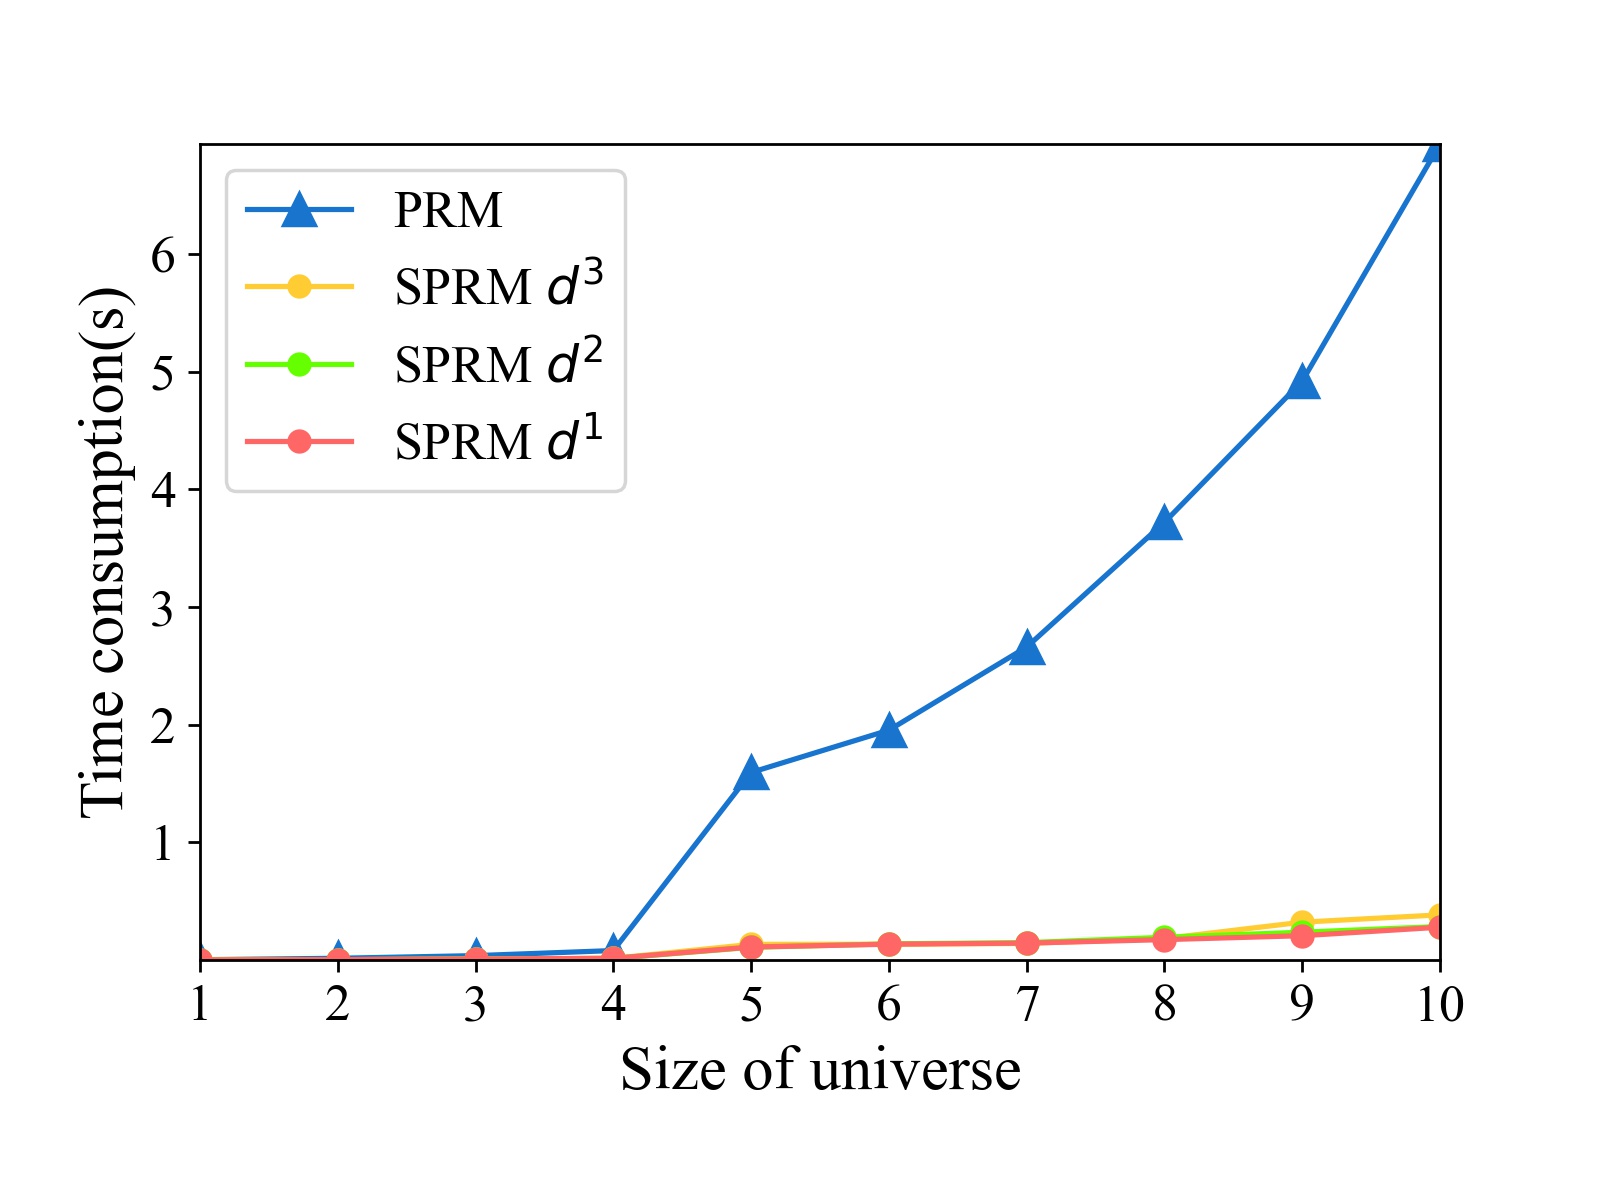 PRM
SPRM d³
SPRM d²
SPRM d¹
6
5
4
3
2
1
Time consumption(s)
1 2 3 4 5 6 7 8 9 10
Size of universe